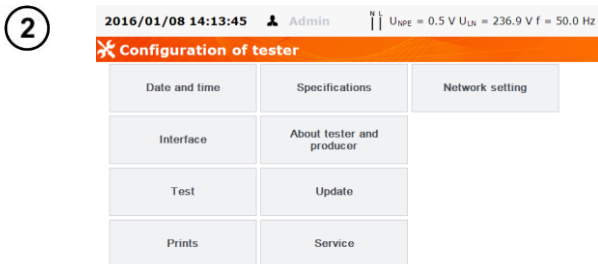 2
2016/01/08 14:13:45 Admin N L UNPE = 0.5 V ULN = 236.9 V f = 50.0 Hz
Configuration of tester
Date and time Specifications Network setting
Interface About tester and
producer
Test Update
Prints Service